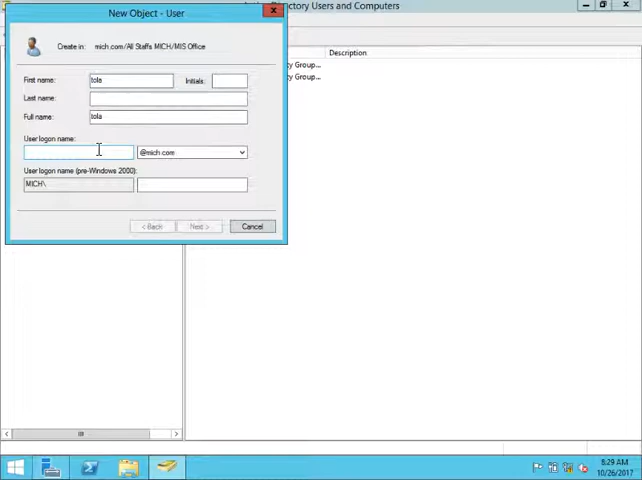 New Object - User
Directory Users and Computers
Create in: mich.com/All Staffs MICH/MIS Office
First name: tola Initials:
Last name:
Full name: tola
User logon name:
@mich.com
User logon name (pre-Windows 2000):
MICH\
< Back Next > Cancel
Description
ty Group...
ty Group...
8:29 AM
10/26/2017